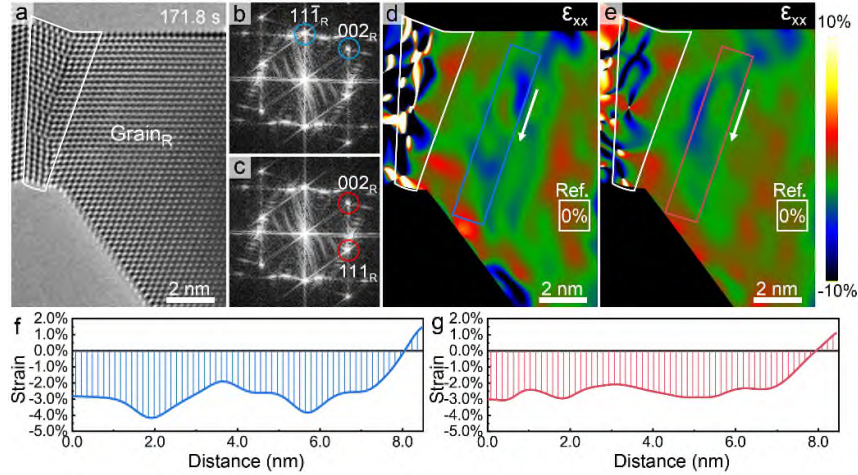 a
171.8 s
Grain_R
2 nm
b
11\bar{1}_R
002_R
c
002_R
111_R
d
ε_xx
Ref.
0%
2 nm
e
ε_xx
Ref.
0%
2 nm
10%
-10%
f
2.0%
1.0%
0.0%
-1.0%
-2.0%
-3.0%
-4.0%
-5.0%
Strain
0.0 2.0 4.0 6.0 8.0
Distance (nm)
g
2.0%
1.0%
0.0%
-1.0%
-2.0%
-3.0%
-4.0%
-5.0%
Strain
0.0 2.0 4.0 6.0 8.0
Distance (nm)